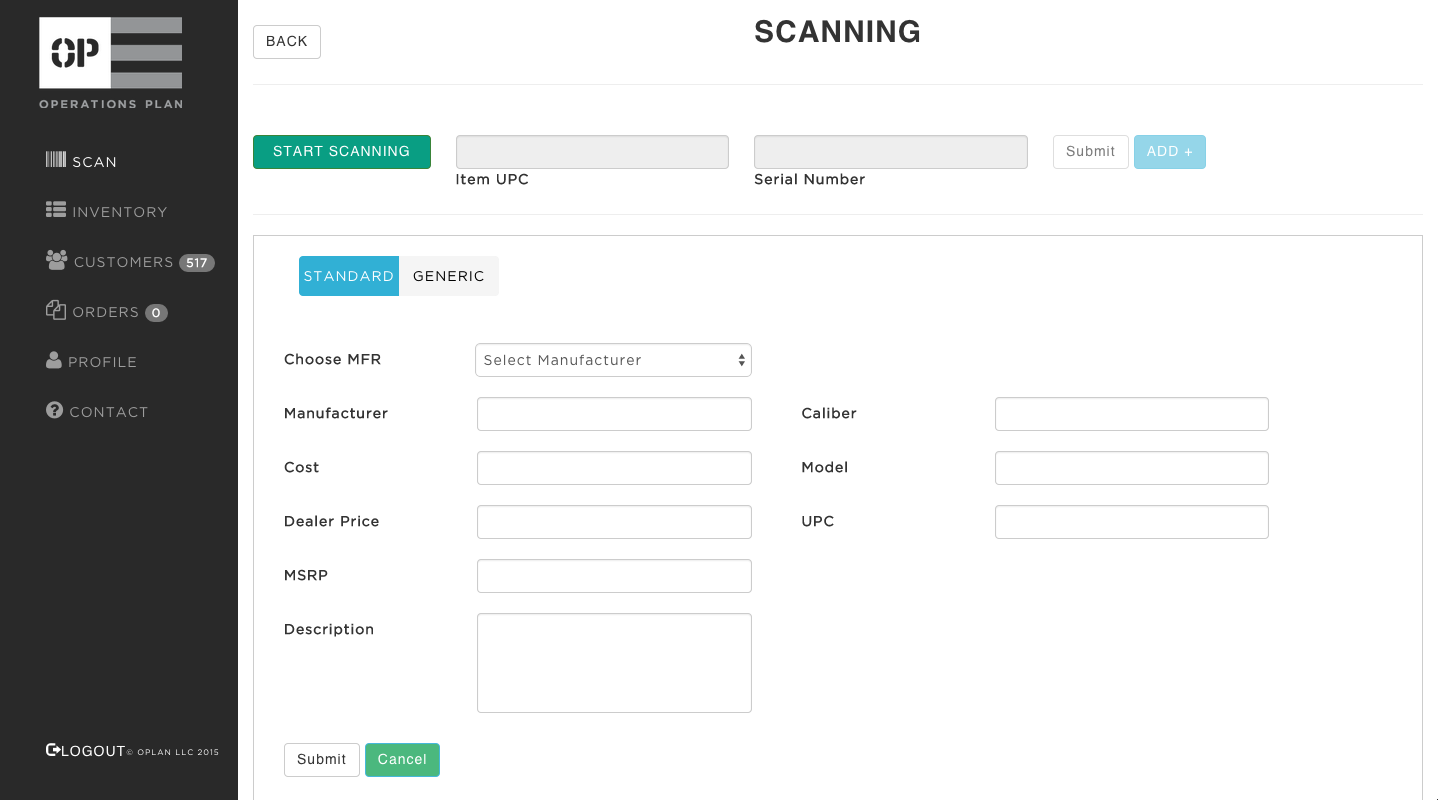 OP
OPERATIONS PLAN
SCAN
INVENTORY
CUSTOMERS 517
ORDERS 0
PROFILE
CONTACT
LOGOUT © OPLAN LLC 2015
BACK
SCANNING
START SCANNING
Item UPC
Serial Number
Submit
ADD +
STANDARD
GENERIC
Choose MFR
Select Manufacturer
Manufacturer
Caliber
Cost
Model
Dealer Price
UPC
MSRP
Description
Submit
Cancel